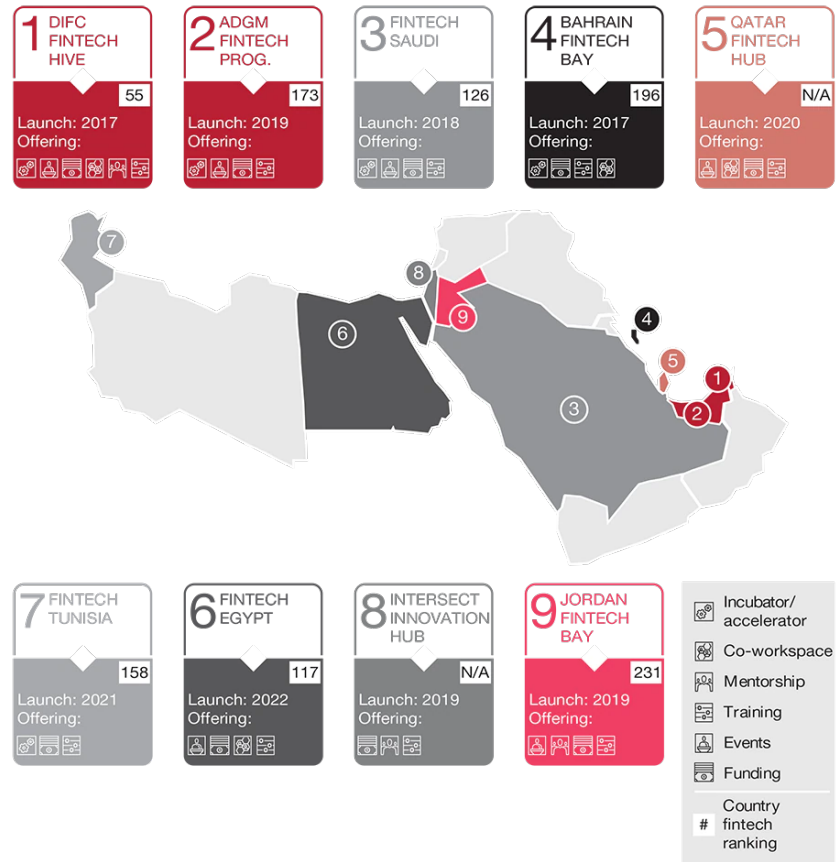 1 DIFC
FINTECH
HIVE
55
Launch: 2017
Offering:
2 ADGM
FINTECH
PROG.
173
Launch: 2019
Offering:
3 FINTECH
SAUDI
126
Launch: 2018
Offering:
4 BAHRAIN
FINTECH
BAY
196
Launch: 2017
Offering:
5 QATAR
FINTECH
HUB
N/A
Launch: 2020
Offering:
7
8
9
6
4
5
1
3
2
7 FINTECH
TUNISIA
158
Launch: 2021
Offering:
6 FINTECH
EGYPT
117
Launch: 2022
Offering:
8 INTERSECT
INNOVATION
HUB
N/A
Launch: 2019
Offering:
9 JORDAN
FINTECH
BAY
231
Launch: 2019
Offering:
Incubator/
accelerator
Co-workspace
Mentorship
Training
Events
Funding
Country
# fintech
ranking